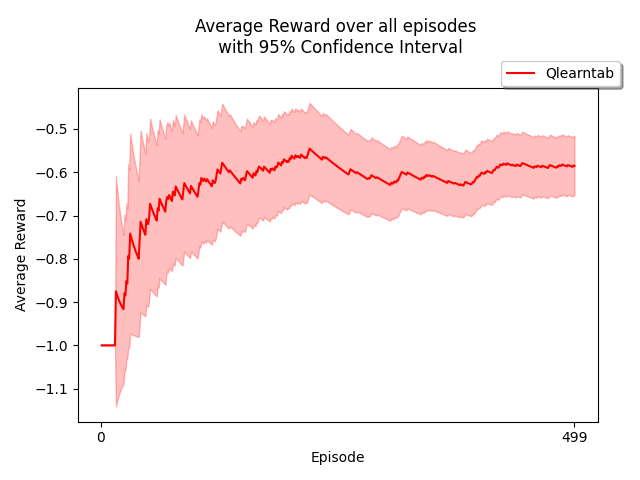 Average Reward over all episodes
with 95% Confidence Interval
Qlearntab
−0.5
−0.6
−0.7
−0.8
−0.9
−1.0
−1.1
Average Reward
0
499
Episode